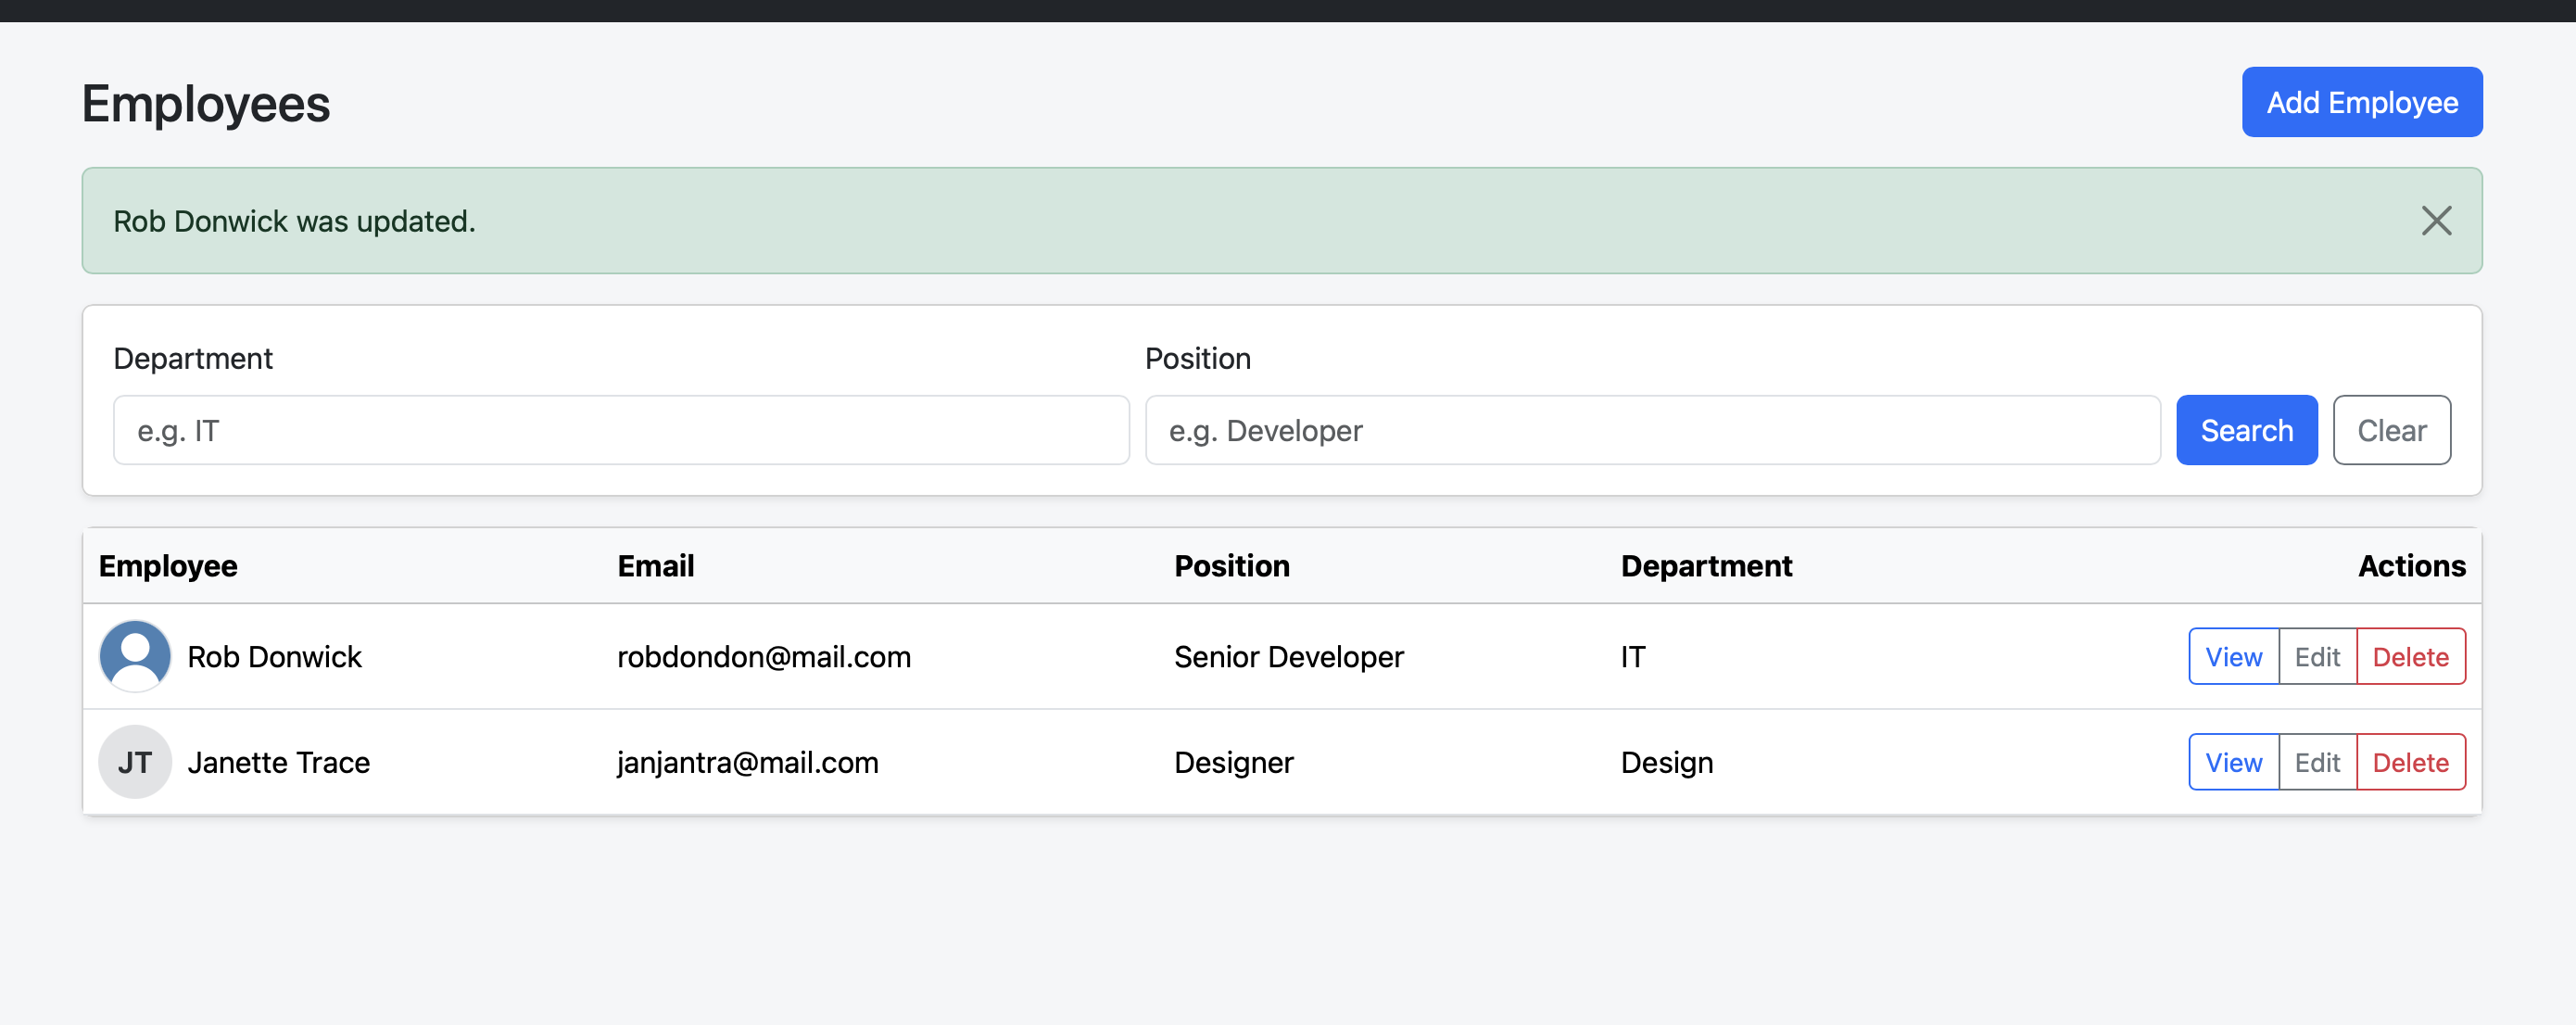 Employees
Add Employee
Rob Donwick was updated.
Department
Position
e.g. IT
e.g. Developer
Search
Clear
Employee Email Position Department Actions
Rob Donwick robdondon@mail.com Senior Developer IT View Edit Delete
JT Janette Trace janjantra@mail.com Designer Design View Edit Delete